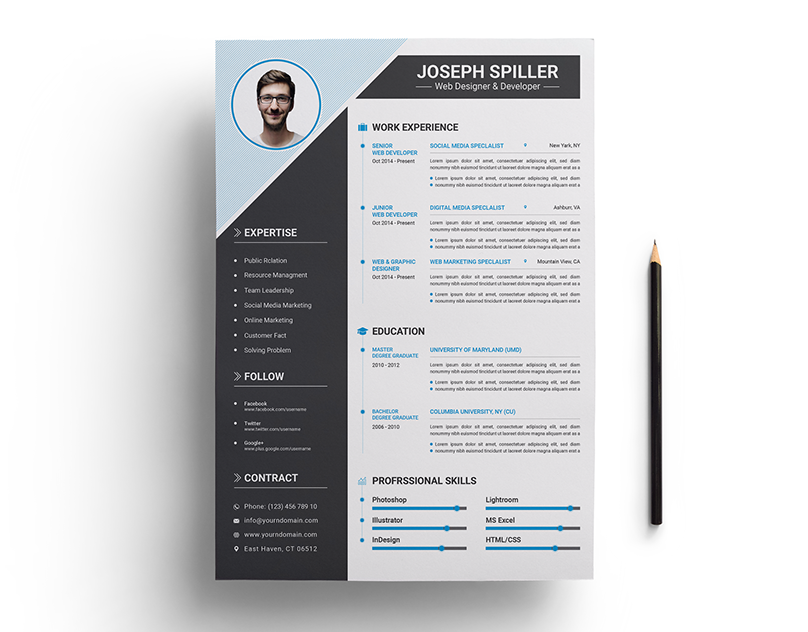 JOSEPH SPILLER
Web Designer & Developer
WORK EXPERIENCE
SENIOR
WEB DEVELOPER
Oct 2014 - Present
SOCIAL MEDIA SPECLALIST
New Yark, NY
Lorem ipsum dolor sit amet, consectetuer adipiscing elit, sed diam
nonummy nibh euismod tincidunt ut laoreet dolore magna aliquam erat a
Lorem ipsum dolor sit amet, consectetuer adipiscing elit, sed diam
nonummy nibh euismod tincidunt ut laoreet dolore magna aliquam erat a
JUNIOR
WEB DEVELOPER
Oct 2014 - Present
DIGITAL MEDIA SPECLALIST
Ashburr, VA
Lorem ipsum dolor sit amet, consectetuer adipiscing elit, sed diam
nonummy nibh euismod tincidunt ut laoreet dolore magna aliquam erat a
Lorem ipsum dolor sit amet, consectetuer adipiscing elit, sed diam
nonummy nibh euismod tincidunt ut laoreet dolore magna aliquam erat a
WEB & GRAPHIC
DESIGNER
Oct 2014 - Present
WEB MARKETING SPECLALIST
Mountain View, CA
Lorem ipsum dolor sit amet, consectetuer adipiscing elit, sed diam
nonummy nibh euismod tincidunt ut laoreet dolore magna aliquam erat a
Lorem ipsum dolor sit amet, consectetuer adipiscing elit, sed diam
nonummy nibh euismod tincidunt ut laoreet dolore magna aliquam erat a
EDUCATION
MASTER
DEGREE GRADUATE
2010 - 2012
UNIVERSITY OF MARYLAND (UMD)
Lorem ipsum dolor sit amet, consectetuer adipiscing elit, sed diam
nonummy nibh euismod tincidunt ut laoreet dolore magna aliquam erat a
Lorem ipsum dolor sit amet, consectetuer adipiscing elit, sed diam
nonummy nibh euismod tincidunt ut laoreet dolore magna aliquam erat a
BACHELOR
DEGREE GRADUATE
2006 - 2010
COLUMBIA UNIVERSITY, NY (CU)
Lorem ipsum dolor sit amet, consectetuer adipiscing elit, sed diam
nonummy nibh euismod tincidunt ut laoreet dolore magna aliquam erat a
Lorem ipsum dolor sit amet, consectetuer adipiscing elit, sed diam
nonummy nibh euismod tincidunt ut laoreet dolore magna aliquam erat a
PROFRSSIONAL SKILLS
Photoshop
Lightroom
Illustrator
MS Excel
InDesign
HTML/CSS
EXPERTISE
Public Rclation
Resource Managment
Team Leadership
Social Media Marketing
Online Marketing
Customer Fact
Solving Problem
FOLLOW
Facebook
www.facebook.com/username
Twitter
www.twitter.com/username
Google+
www.plus.google.com/username
CONTRACT
Phone: (123) 456 789 10
info@yourndomain.com
www.yourndomain.com
East Haven, CT 06512